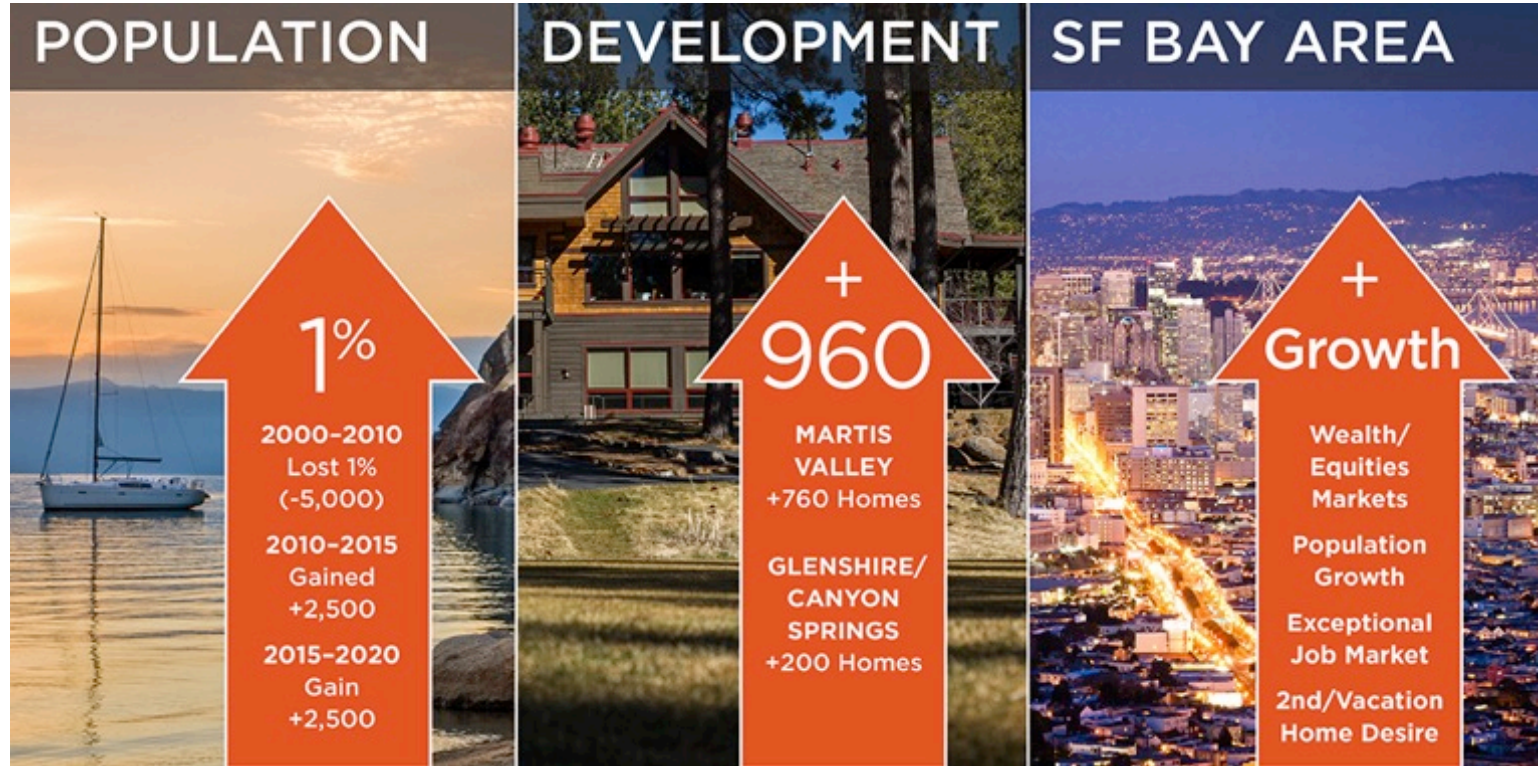 POPULATION
1%
2000–2010
Lost 1%
(-5,000)
2010–2015
Gained
+2,500
2015–2020
Gain
+2,500
DEVELOPMENT
+
960
MARTIS
VALLEY
+760 Homes
GLENSHIRE/
CANYON
SPRINGS
+200 Homes
SF BAY AREA
+
Growth
Wealth/
Equities
Markets
Population
Growth
Exceptional
Job Market
2nd/Vacation
Home Desire